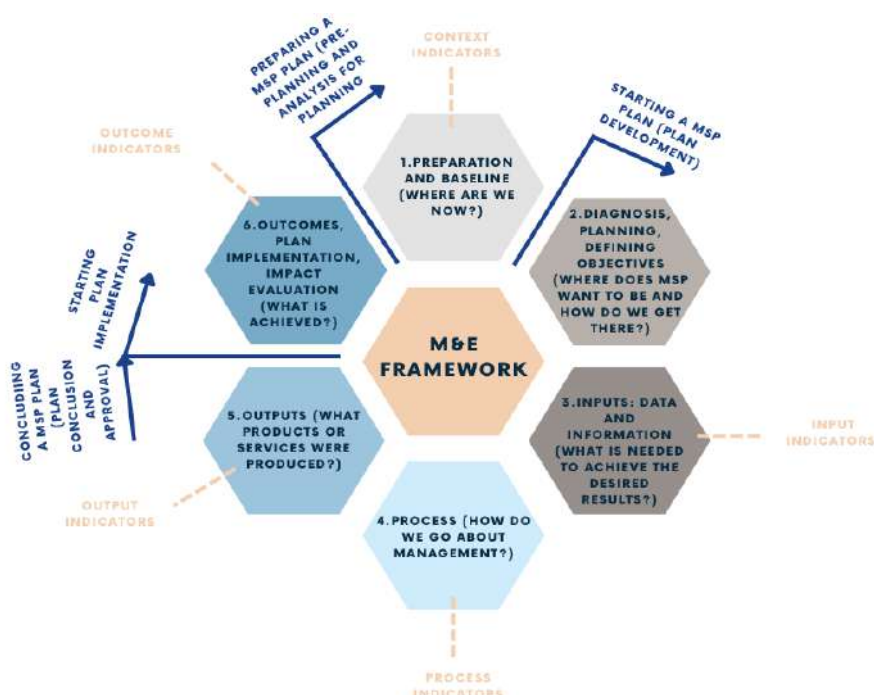 CONTEXT
INDICATORS
PREPARING A
MSP PLAN (PRE-
PLANNING AND
ANALYSIS FOR
PLANNING
STARTING A MSP
PLAN (PLAN
DEVELOPMENT)
OUTCOME
INDICATORS
1.PREPARATION
AND BASELINE
(WHERE ARE WE
NOW?)
2.DIAGNOSIS,
PLANNING,
DEFINING
OBJECTIVES
(WHERE DOES MSP
WANT TO BE AND
HOW DO WE GET
THERE?)
6.OUTCOMES,
PLAN
IMPLEMENTATION,
IMPACT
EVALUATION
(WHAT IS
ACHIEVED?)
STARTING
PLAN
IMPLEMENTATION
M&E
FRAMEWORK
CONCLUDIING
A MSP PLAN
(PLAN
CONCLUSION
AND
APPROVAL)
5.OUTPUTS (WHAT
PRODUCTS OR
SERVICES WERE
PRODUCED?)
3.INPUTS: DATA
AND
INFORMATION
(WHAT IS NEEDED
TO ACHIEVE THE
DESIRED
RESULTS?)
INPUT
INDICATORS
OUTPUT
INDICATORS
4.PROCESS (HOW DO
WE GO ABOUT
MANAGEMENT?)
PROCESS
INDICATORS